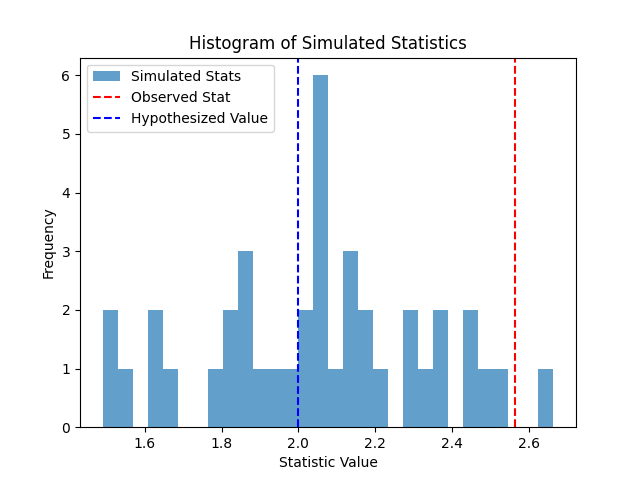 Histogram of Simulated Statistics
Simulated Stats
Observed Stat
Hypothesized Value
6
5
4
3
2
1
0
Frequency
1.6 1.8 2.0 2.2 2.4 2.6
Statistic Value